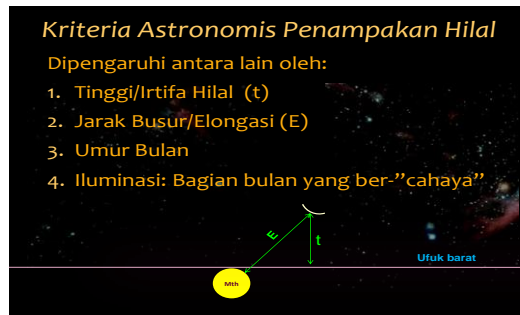 Kriteria Astronomis Penampakan Hilal
Dipengaruhi antara lain oleh:
1. Tinggi/Irtifa Hilal (t)
2. Jarak Busur/Elongasi (E)
3. Umur Bulan
4. Iluminasi: Bagian bulan yang ber-”cahaya”
E
t
Ufuk barat
Mth